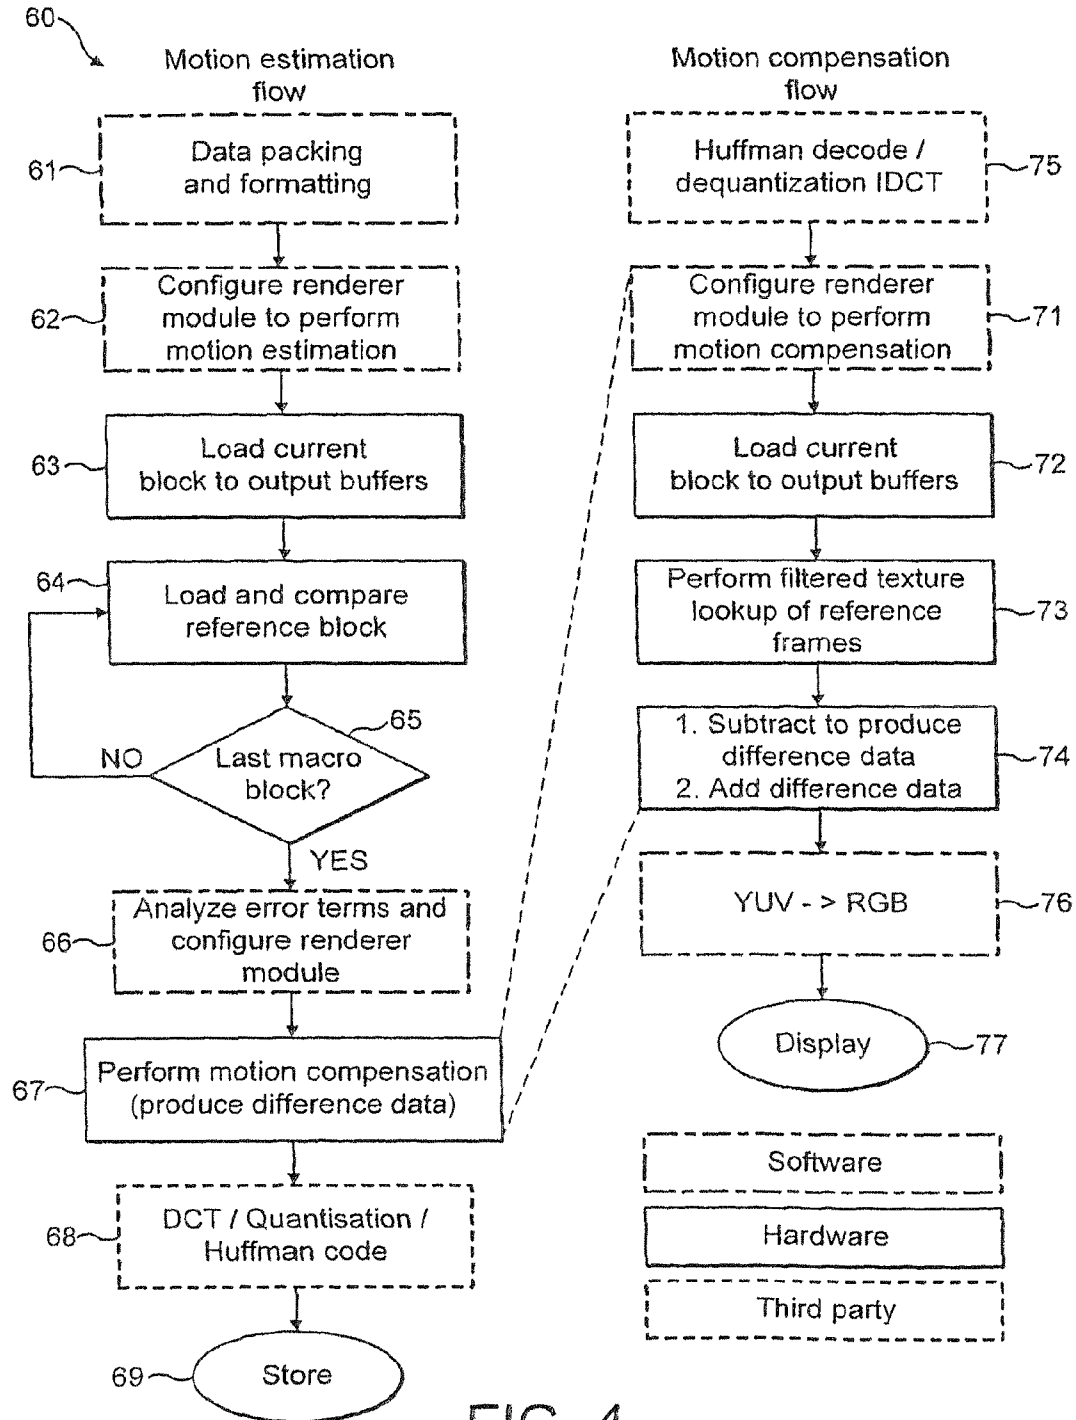 60
Motion estimation
flow
61
Data packing
and formatting
62
Configure renderer
module to perform
motion estimation
63
Load current
block to output buffers
64
Load and compare
reference block
65
NO
Last macro
block?
YES
66
Analyze error terms and
configure renderer
module
67
Perform motion compensation
(produce difference data)
68
DCT / Quantisation /
Huffman code
69
Store
Motion compensation
flow
Huffman decode /
dequantization IDCT
75
Configure renderer
module to perform
motion compensation
71
Load current
block to output buffers
72
Perform filtered texture
lookup of reference
frames
73
1. Subtract to produce
difference data
2. Add difference data
74
YUV - > RGB
76
Display
77
Software
Hardware
Third party
FIG. 4